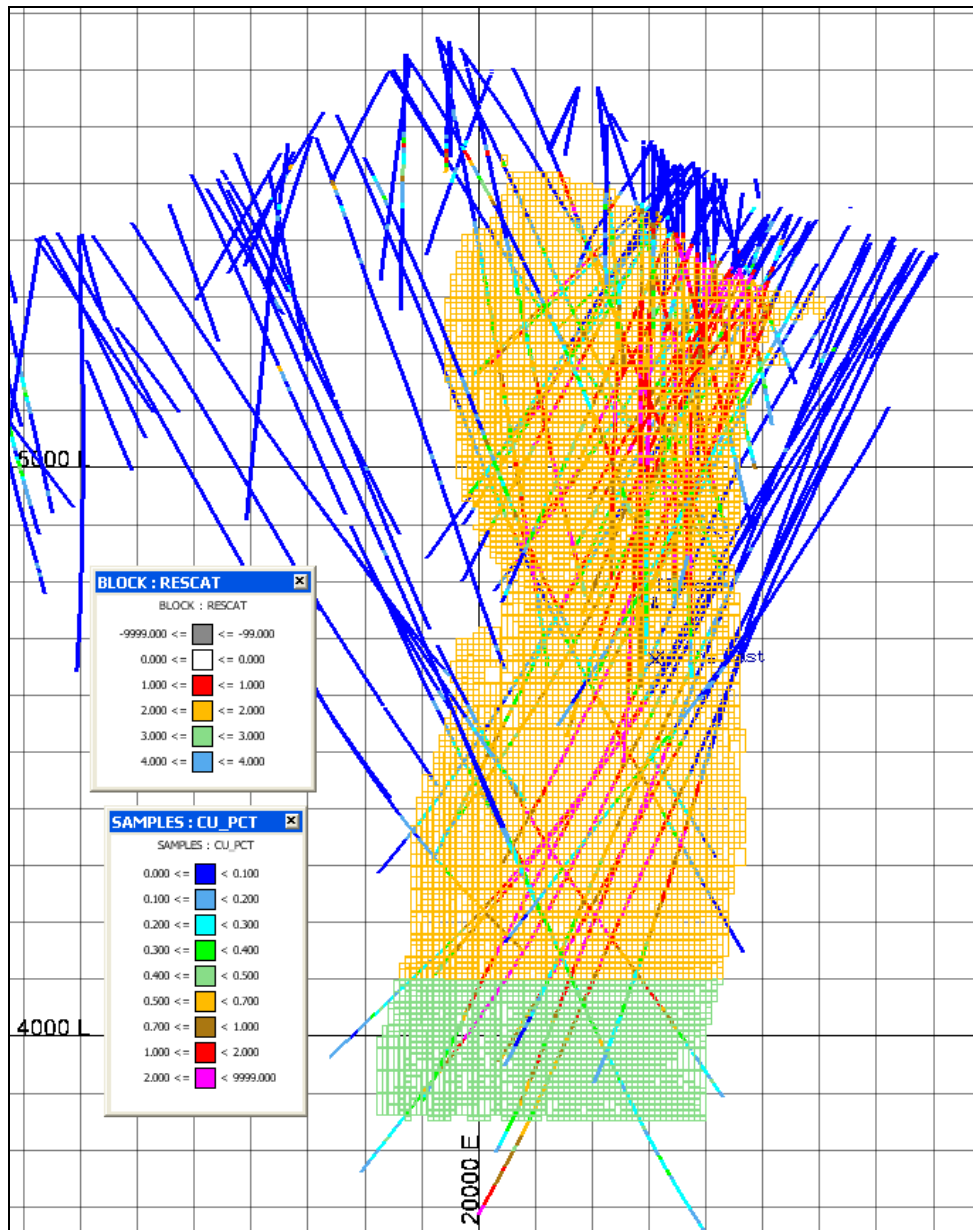 5000 L
BLOCK : RESCAT
BLOCK : RESCAT
-9999.000 <= <= -99.000
0.000 <= <= 0.000
1.000 <= <= 1.000
2.000 <= <= 2.000
3.000 <= <= 3.000
4.000 <= <= 4.000
SAMPLES : CU_PCT
SAMPLES : CU_PCT
0.000 <= < 0.100
0.100 <= < 0.200
0.200 <= < 0.300
0.300 <= < 0.400
0.400 <= < 0.500
0.500 <= < 0.700
0.700 <= < 1.000
1.000 <= < 2.000
2.000 <= < 9999.000
4000 L
20000 E